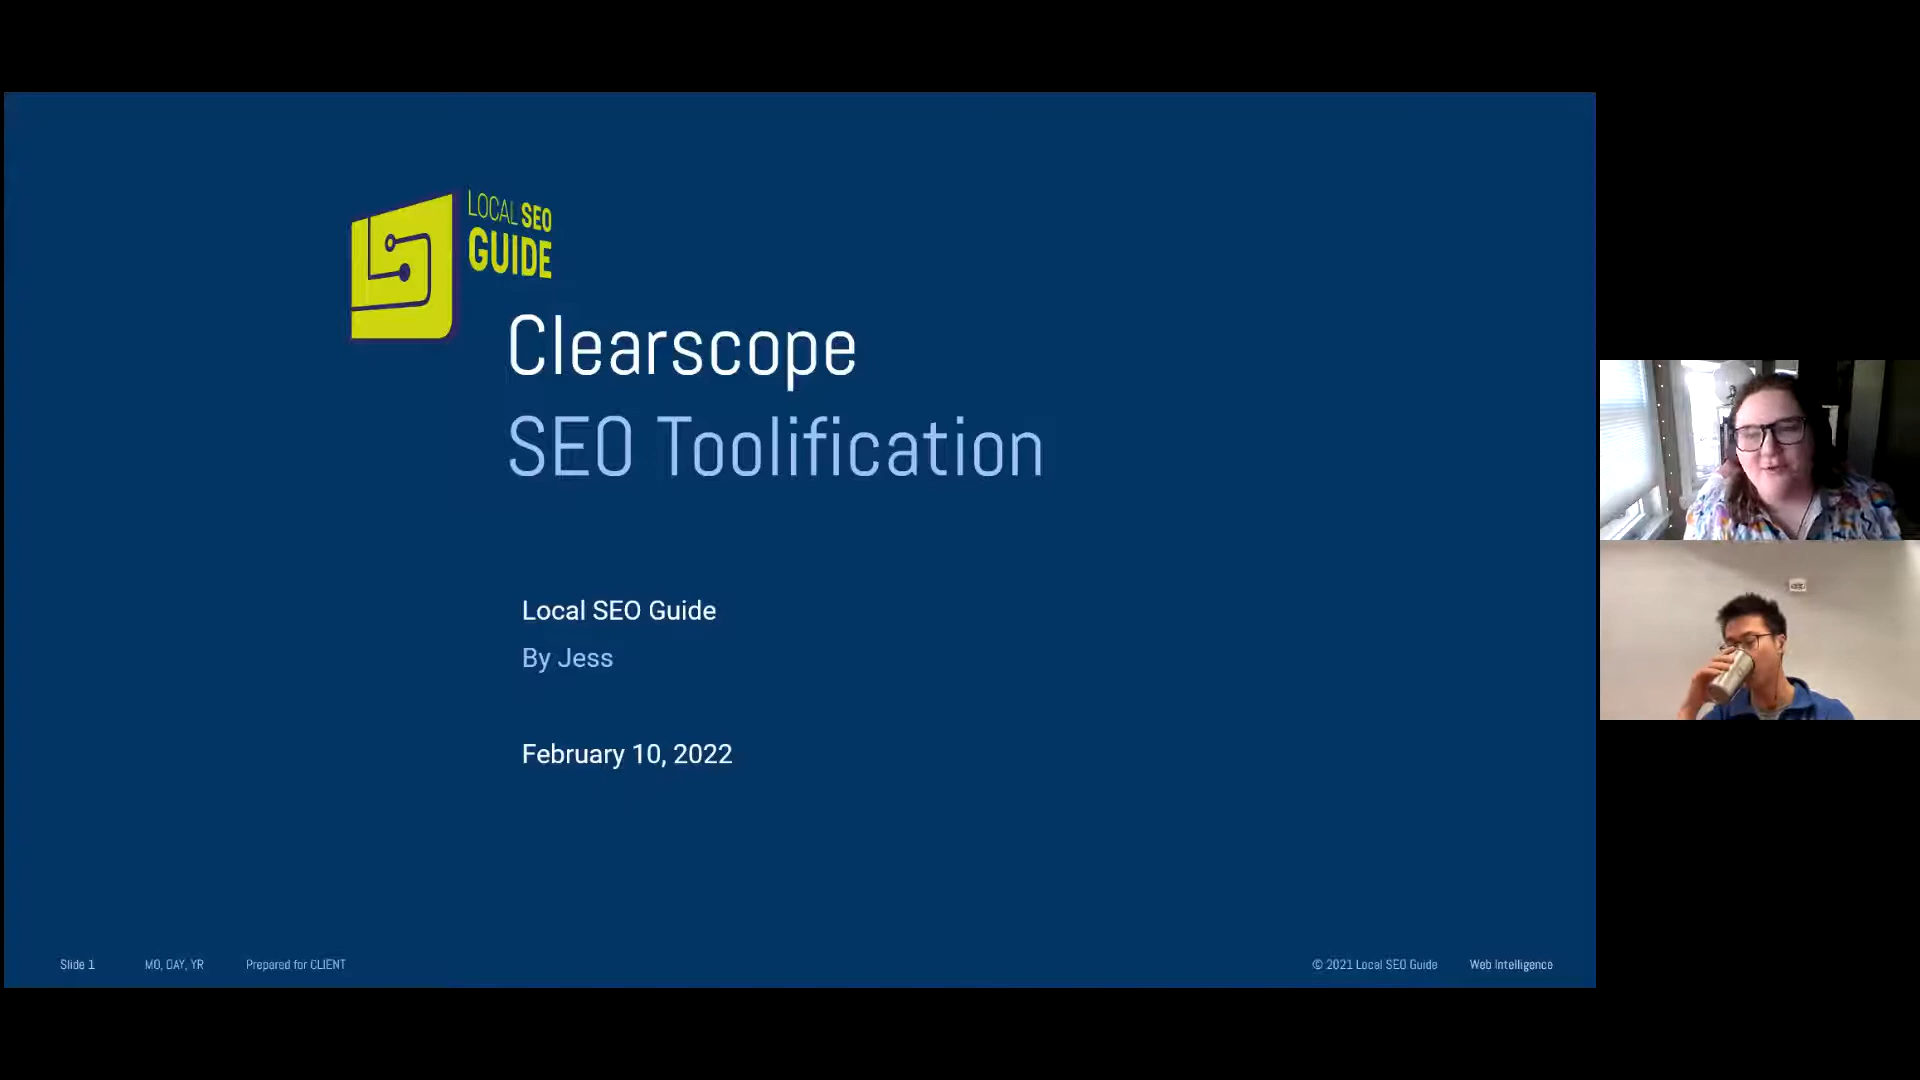 LOCAL SEO
GUIDE
Clearscope
SEO Toolification
Local SEO Guide
By Jess
February 10, 2022
Slide 1 MO, DAY, YR Prepared for CLIENT © 2021 Local SEO Guide Web Intelligence